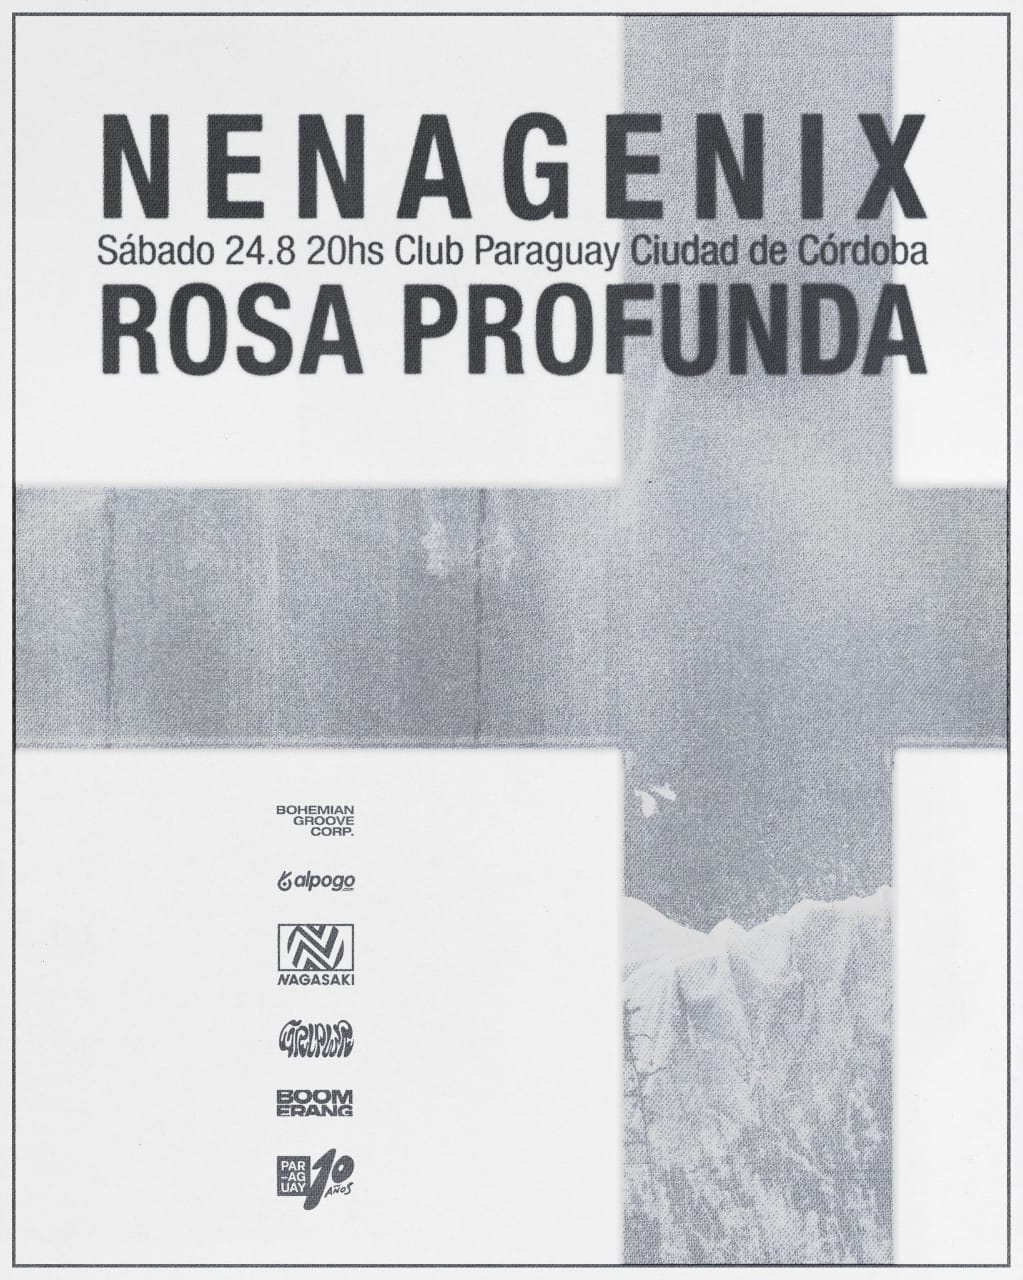 NENAGENIX
Sábado 24.8 20hs Club Paraguay Ciudad de Córdoba
ROSA PROFUNDA
BOHEMIAN
GROOVE
CORP.
alpogo
NAGASAKI
BOOM
ERANG
PAR
-AG
UAY
10
AÑOS